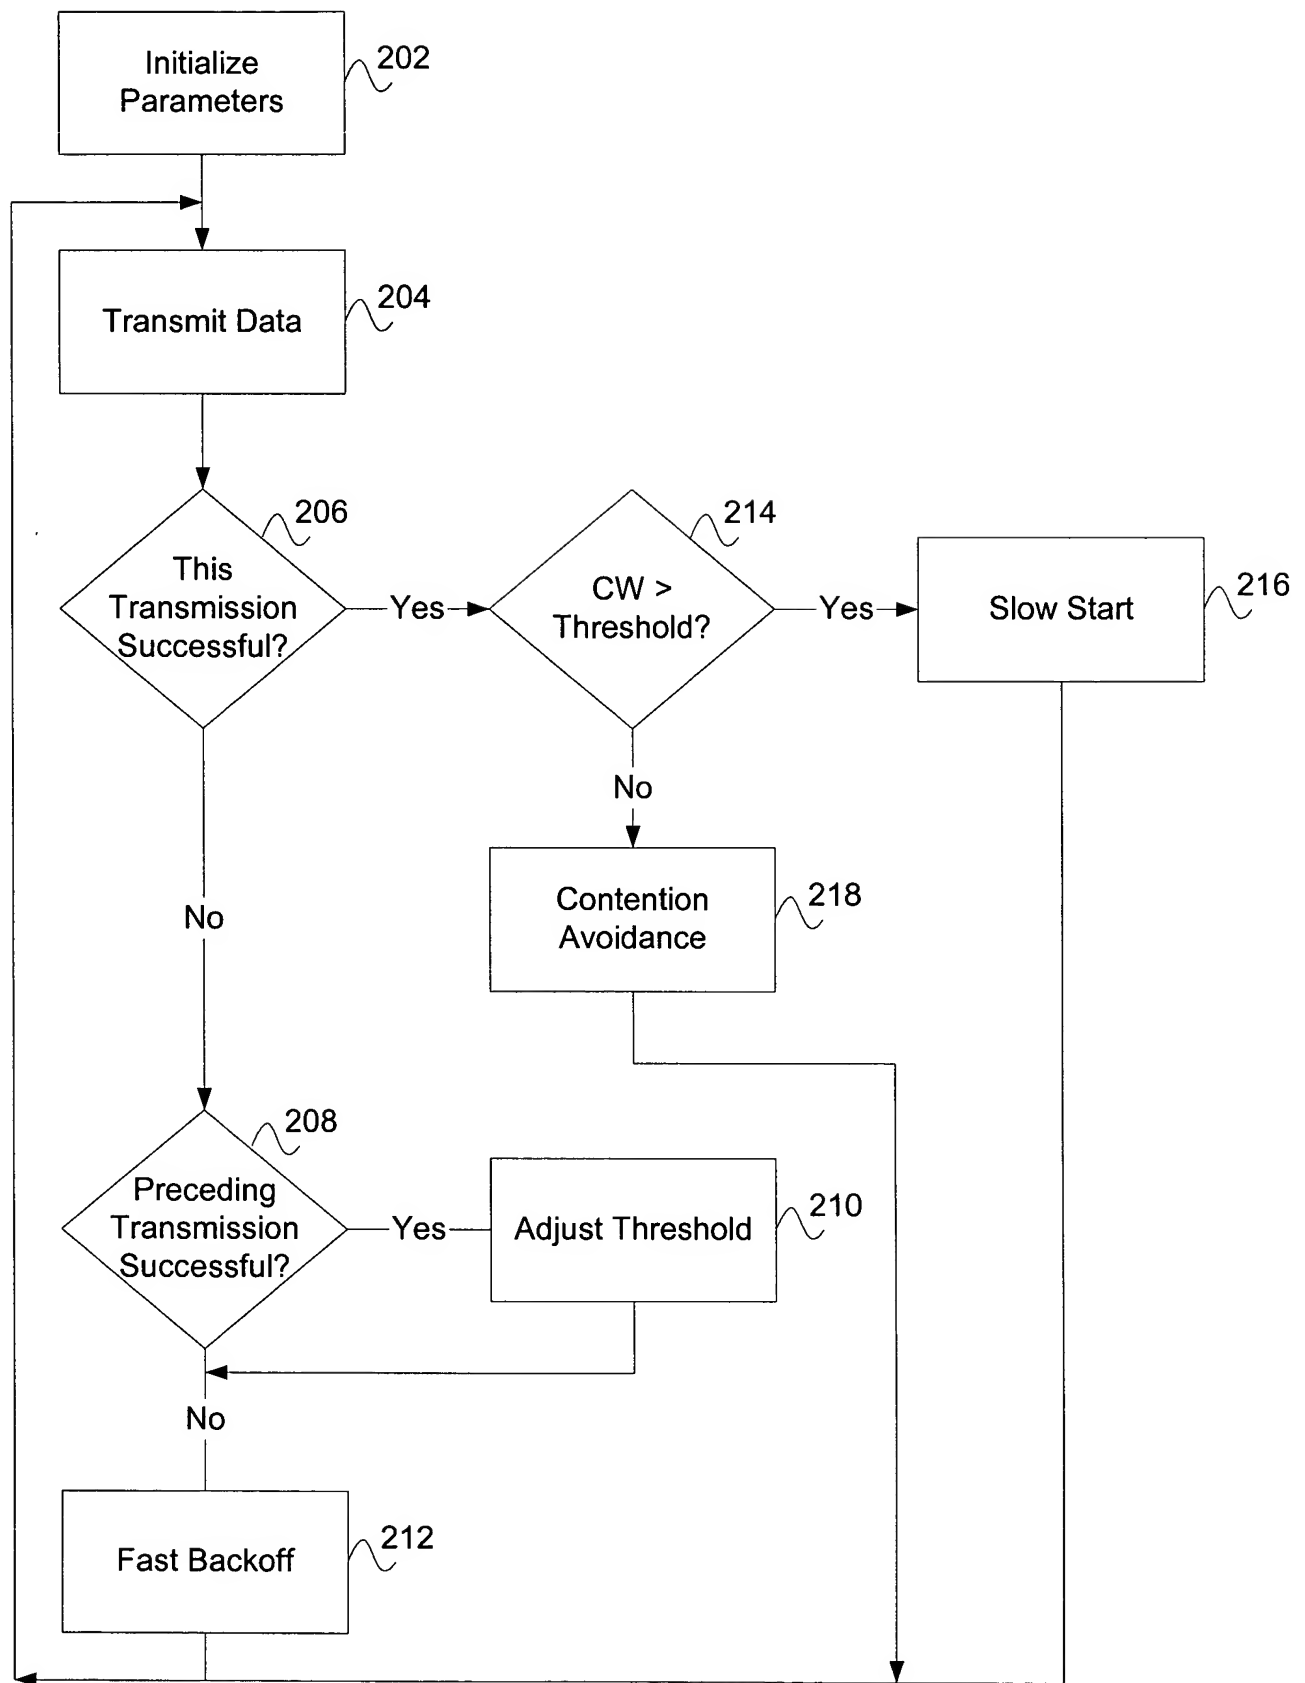 Initialize
Parameters
202
Transmit Data
204
This
Transmission
Successful?
206
Yes
CW >
Threshold?
214
Yes
Slow Start
216
No
Contention
Avoidance
218
No
Preceding
Transmission
Successful?
208
Yes
Adjust Threshold
210
No
Fast Backoff
212